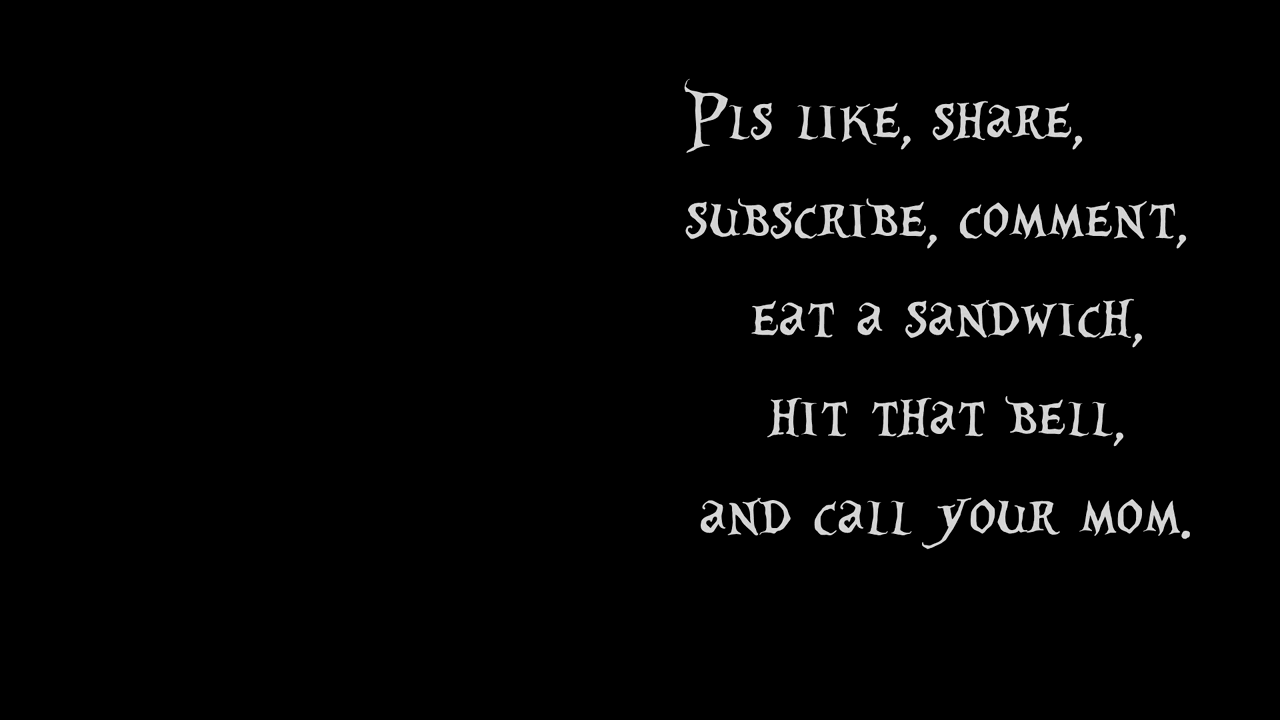 Pls like, share,
subscribe, comment,
eat a sandwich,
hit that bell,
and call your mom.